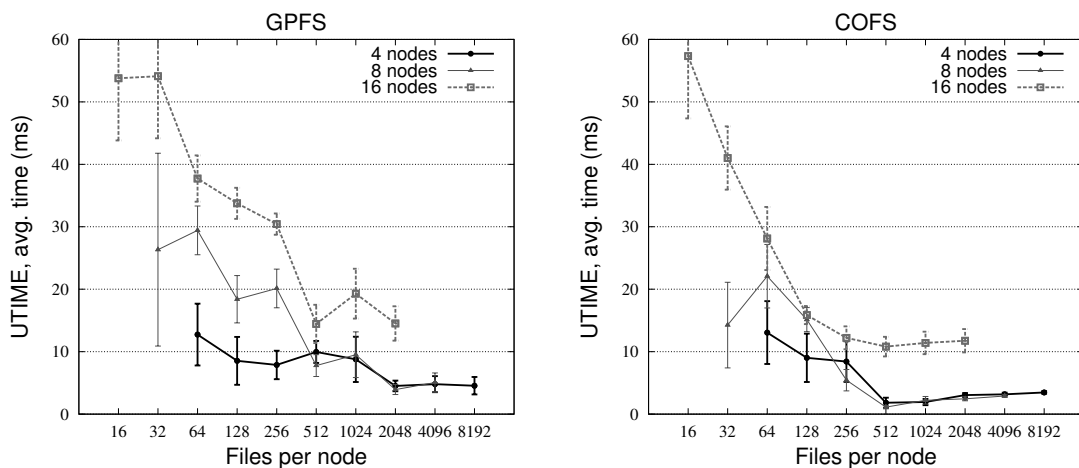 GPFS
60
50
40
30
20
10
0
UTIME, avg. time (ms)
4 nodes
8 nodes
16 nodes
16 32 64 128 256 512 1024 2048 4096 8192
Files per node
COFS
60
50
40
30
20
10
0
UTIME, avg. time (ms)
4 nodes
8 nodes
16 nodes
16 32 64 128 256 512 1024 2048 4096 8192
Files per node